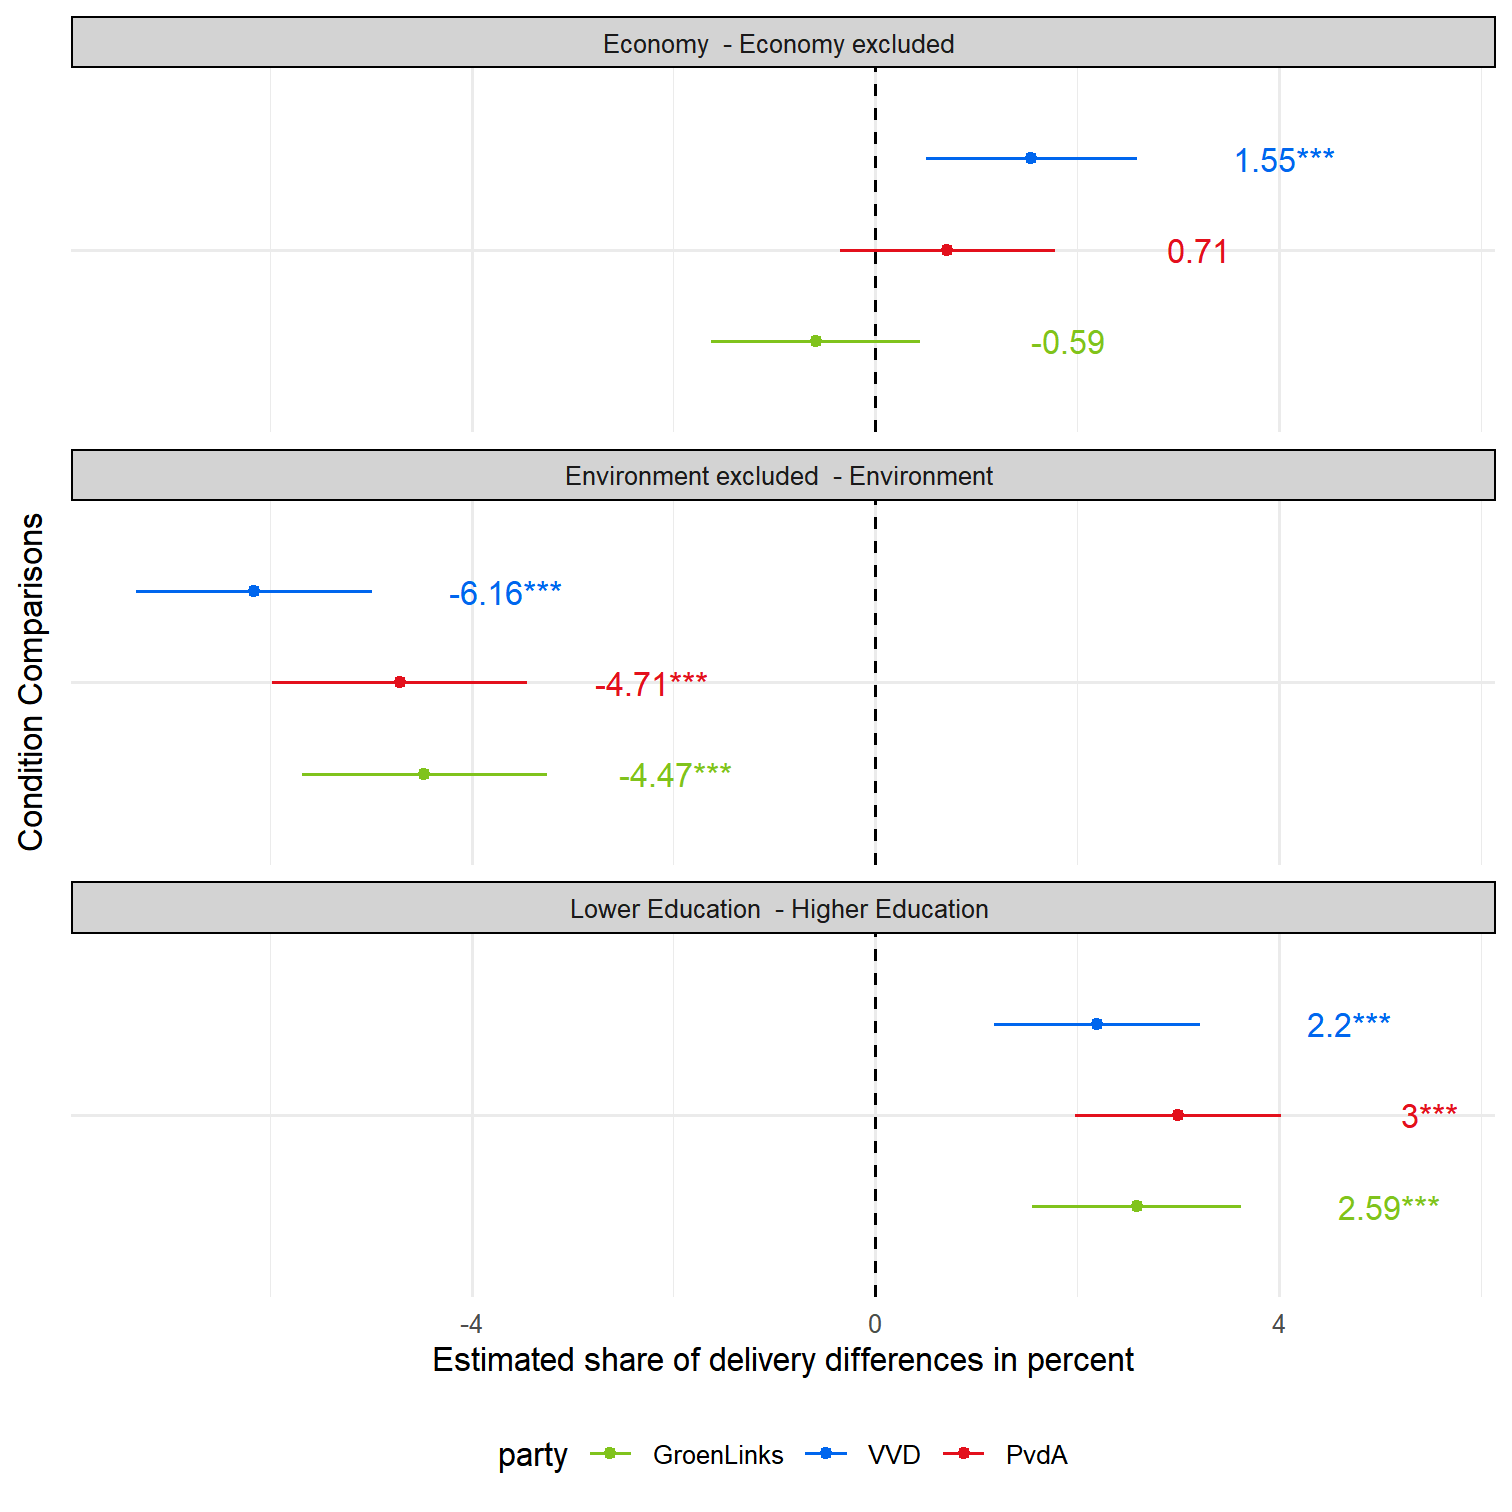 Economy  - Economy excluded
1.55***
0.71
-0.59
Environment excluded  - Environment
-6.16***
-4.71***
-4.47***
Lower Education  - Higher Education
2.2***
3***
2.59***
Condition Comparisons
-4 0 4
Estimated share of delivery differences in percent
party GroenLinks VVD PvdA